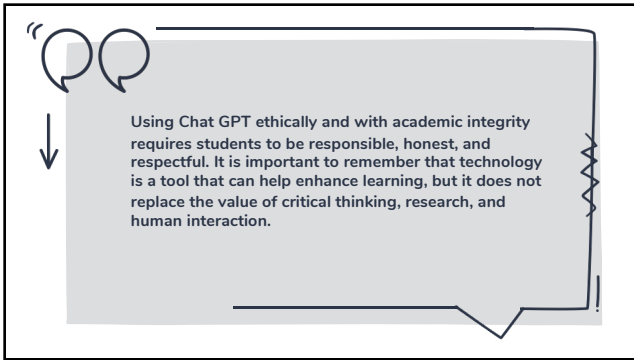 Using Chat GPT ethically and with academic integrity
requires students to be responsible, honest, and
respectful. It is important to remember that technology
is a tool that can help enhance learning, but it does not
replace the value of critical thinking, research, and
human interaction.